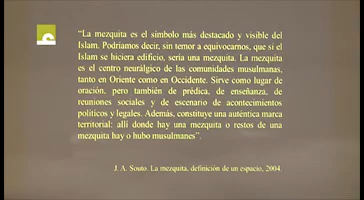 “La mezquita es el símbolo más destacado y visible del
Islam. Podríamos decir, sin temor a equivocarnos, que si el
Islam se hiciera edificio, sería una mezquita. La mezquita
es el centro neurálgico de las comunidades musulmanas,
tanto en Oriente como en Occidente. Sirve como lugar de
oración, pero también de prédica, de enseñanza, de
reuniones sociales y de escenario de acontecimientos
políticos y legales. Además, constituye una auténtica marca
territorial: allí donde hay una mezquita o restos de una
mezquita hay o hubo musulmanes”.
J. A. Souto. La mezquita, definición de un espacio, 2004.